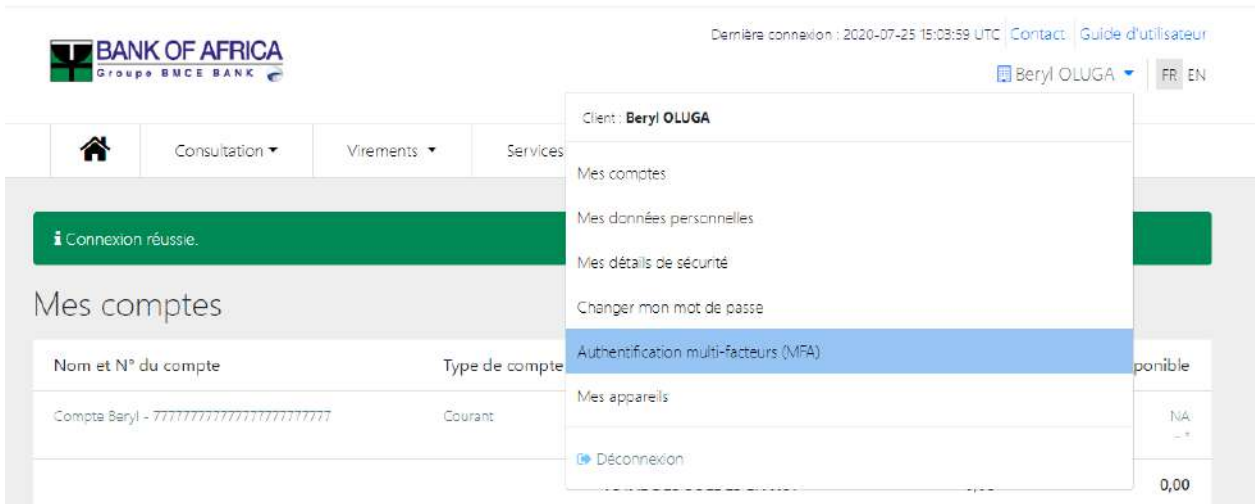 BANK OF AFRICA
Groupe BMCE BANK
Dernière connexion : 2020-07-25 15:03:59 UTC Contact Guide d'utilisateur
Beryl OLUGA FR EN
Client : Beryl OLUGA
Consultation Virements Services
Mes comptes
Mes données personnelles
Mes détails de sécurité
Changer mon mot de passe
Authentification multi-facteurs (MFA)
Mes appareils
Déconnexion
Connexion réussie.
Mes comptes
Nom et N° du compte Type de compte ponible
Courant NA
- *
0,00